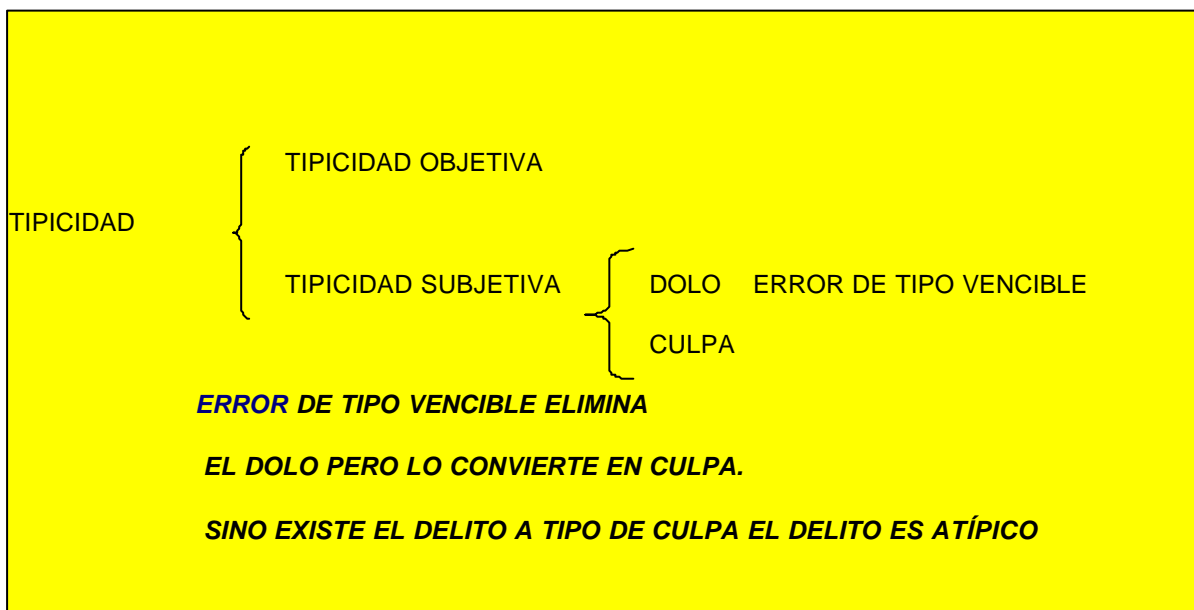 TIPICIDAD OBJETIVA
TIPICIDAD
TIPICIDAD SUBJETIVA DOLO ERROR DE TIPO VENCIBLE
CULPA
ERROR DE TIPO VENCIBLE ELIMINA
EL DOLO PERO LO CONVIERTE EN CULPA.
SINO EXISTE EL DELITO A TIPO DE CULPA EL DELITO ES ATÍPICO